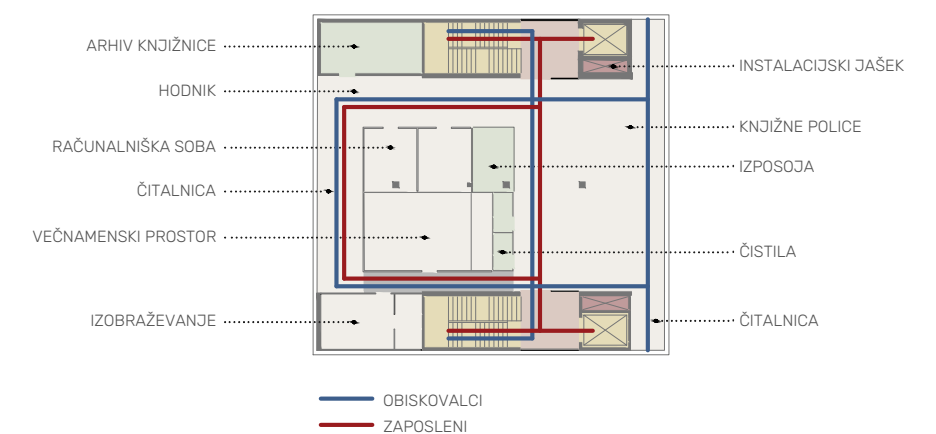 ARHIV KNJIŽNICE
HODNIK
RAČUNALNIŠKA SOBA
ČITALNICA
VEČNAMENSKI PROSTOR
IZOBRAŽEVANJE
INSTALACIJSKI JAŠEK
KNJIŽNE POLICE
IZPOSOJA
ČISTILA
ČITALNICA
OBISKOVALCI
ZAPOSLENI